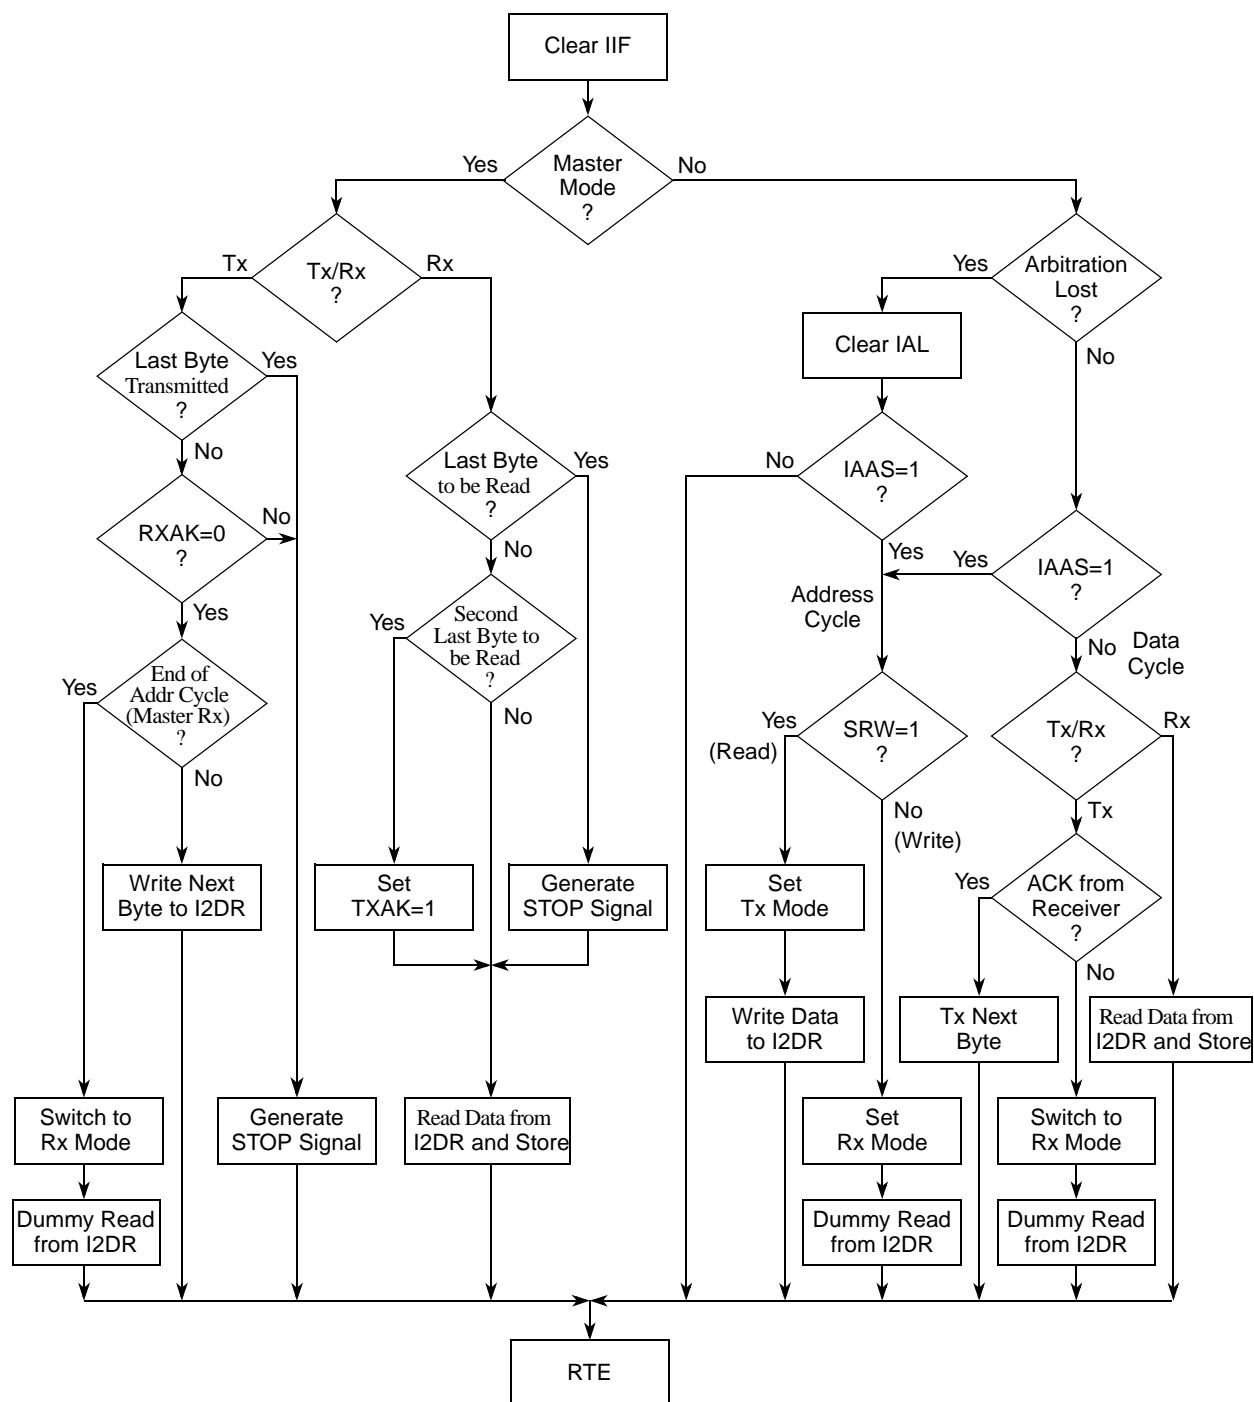 Clear IIF
Yes
Master
Mode
?
No
Tx
Tx/Rx
?
Rx
Yes
Arbitration
Lost
?
Clear IAL
No
Last Byte
Transmitted
?
Yes
No
Last Byte
to be Read
?
Yes
No
IAAS=1
?
Yes
RXAK=0
?
No
Yes
No
Yes
IAAS=1
?
Address
Cycle
No
Data
Cycle
Yes
Second
Last Byte to
be Read
?
No
Yes
End of
Addr Cycle
(Master Rx)
?
No
Yes
(Read)
SRW=1
?
No
(Write)
Tx/Rx
?
Rx
Tx
Write Next
Byte to I2DR
Set
TXAK=1
Generate
STOP Signal
Set
Tx Mode
Yes
ACK from
Receiver
?
No
Write Data
to I2DR
Tx Next
Byte
Read Data from
I2DR and Store
Switch to
Rx Mode
Generate
STOP Signal
Read Data from
I2DR and Store
Set
Rx Mode
Switch to
Rx Mode
Dummy Read
from I2DR
Dummy Read
from I2DR
Dummy Read
from I2DR
RTE